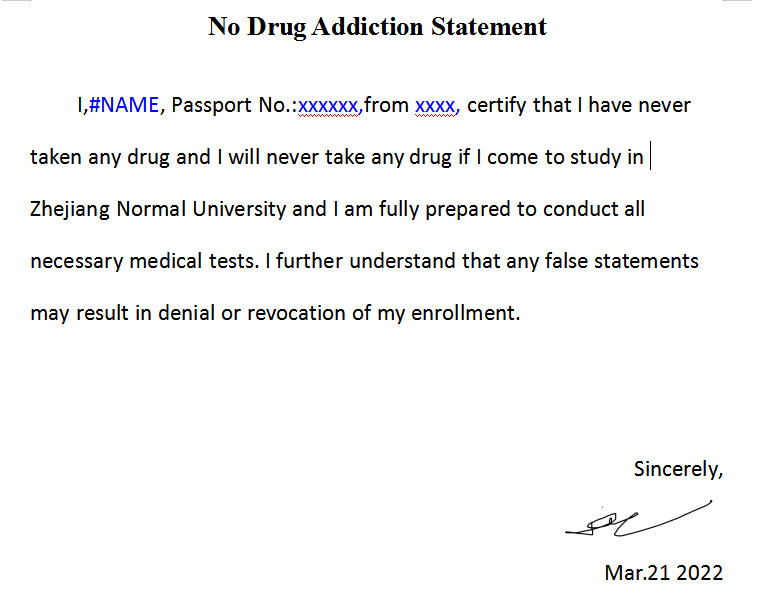 No Drug Addiction Statement
I,#NAME, Passport No.:xxxxxx,from xxxx, certify that I have never
taken any drug and I will never take any drug if I come to study in
Zhejiang Normal University and I am fully prepared to conduct all
necessary medical tests. I further understand that any false statements
may result in denial or revocation of my enrollment.
Sincerely,
Mar.21 2022